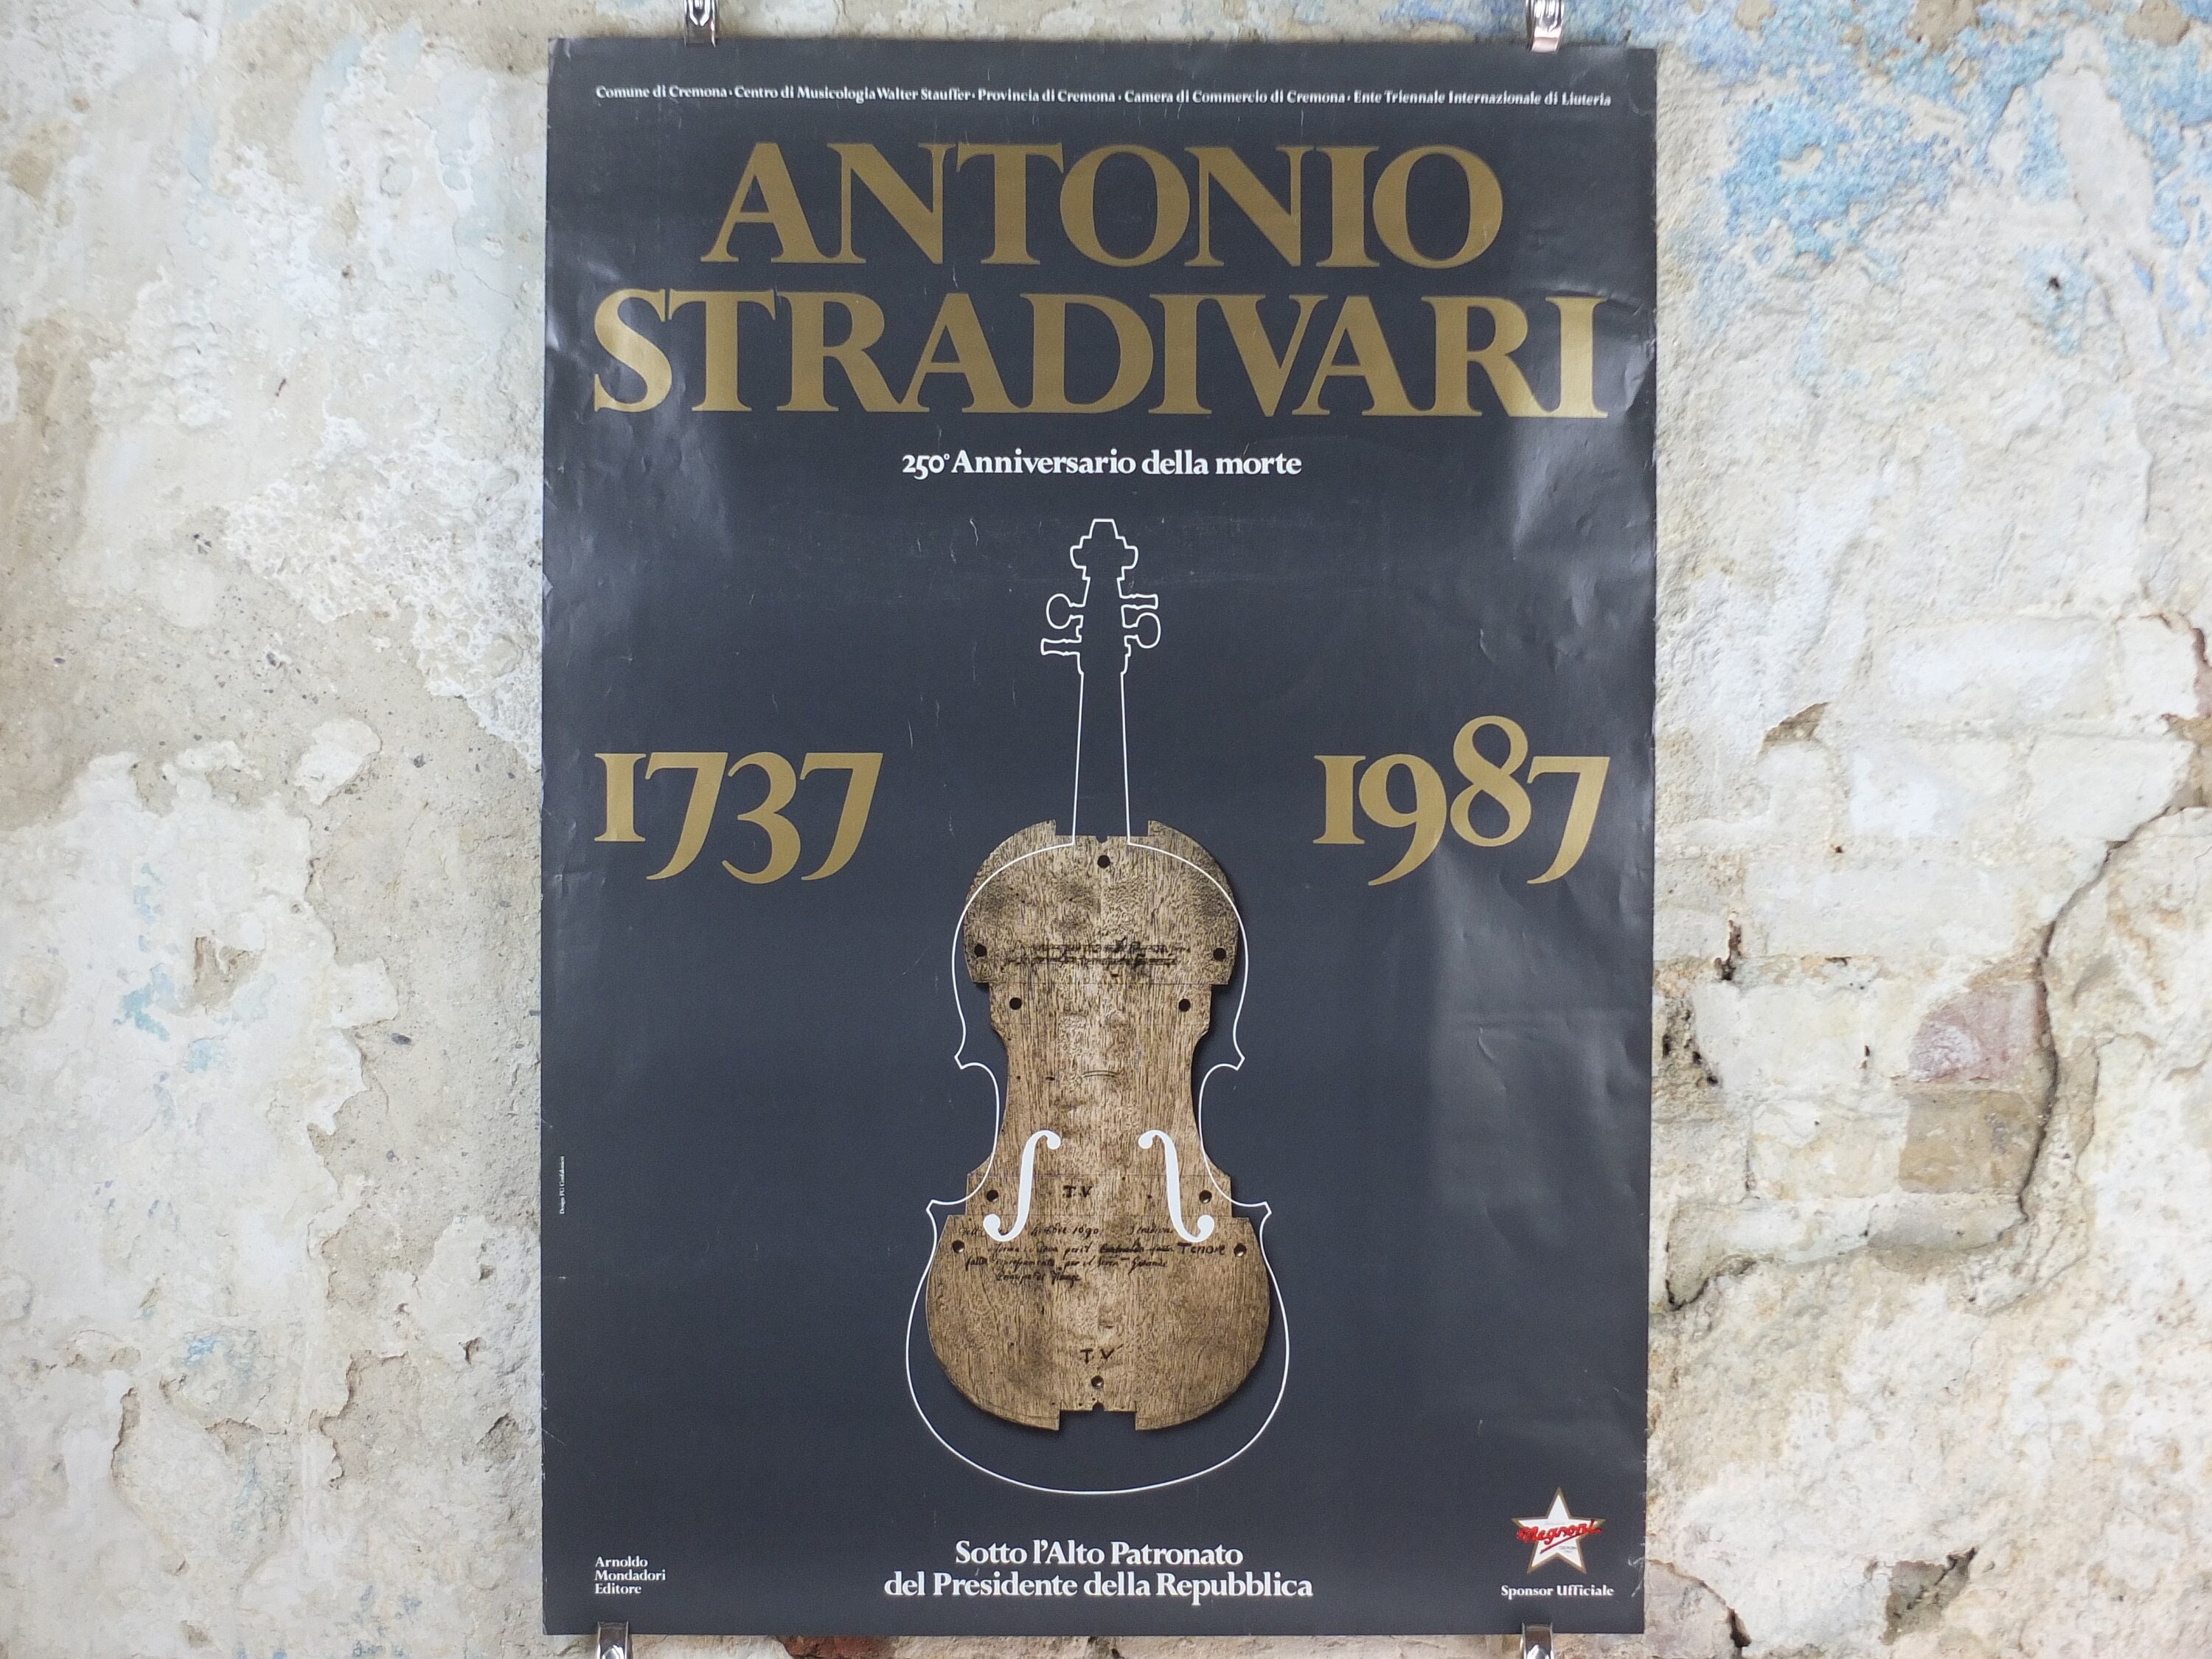 Comune di Cremona · Centro di Musicologia Walter Stauffer · Provincia di Cremona · Camera di Commercio di Cremona · Ente Triennale Internazionale di Liuteria
ANTONIO
STRADIVARI
250° Anniversario della morte
1737 1987
T.V.
1690
Tenore
T.V
Sotto l'Alto Patronato
del Presidente della Repubblica
Arnoldo
Mondadori
Editore
Negroni
Sponsor Ufficiale